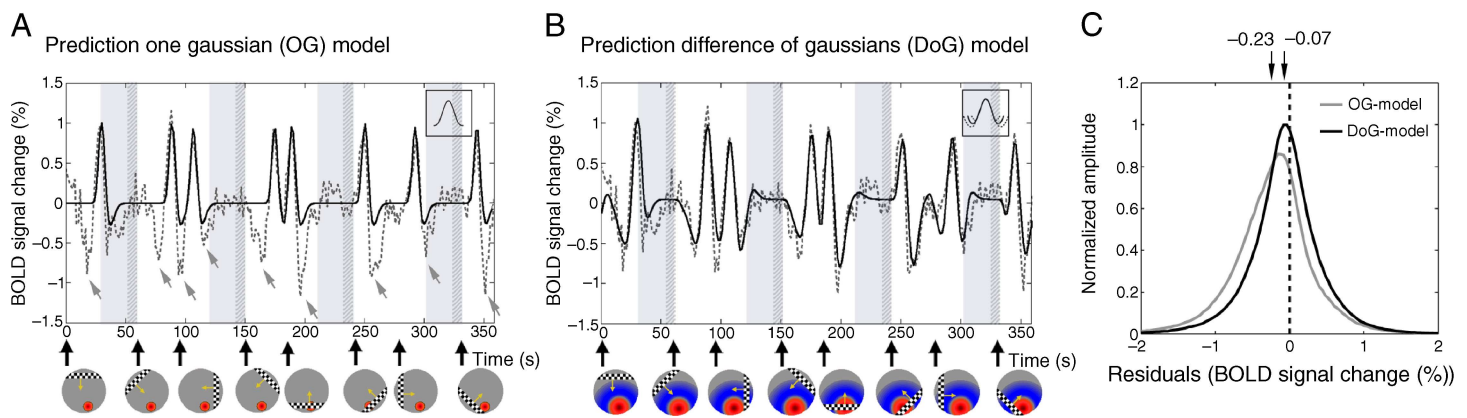 A
Prediction one gaussian (OG) model
BOLD signal change (%)
1.5
1
0.5
0
−0.5
−1
−1.5
0 50 100 150 200 250 300 350
Time (s)
B
Prediction difference of gaussians (DoG) model
BOLD signal change (%)
1.5
1
0.5
0
−0.5
−1
−1.5
0 50 100 150 200 250 300 350
Time (s)
C
−0.23 −0.07
Normalized amplitude
1.2
1
0.8
0.6
0.4
0.2
0
OG-model
DoG-model
−2 −1 0 1 2
Residuals (BOLD signal change (%))